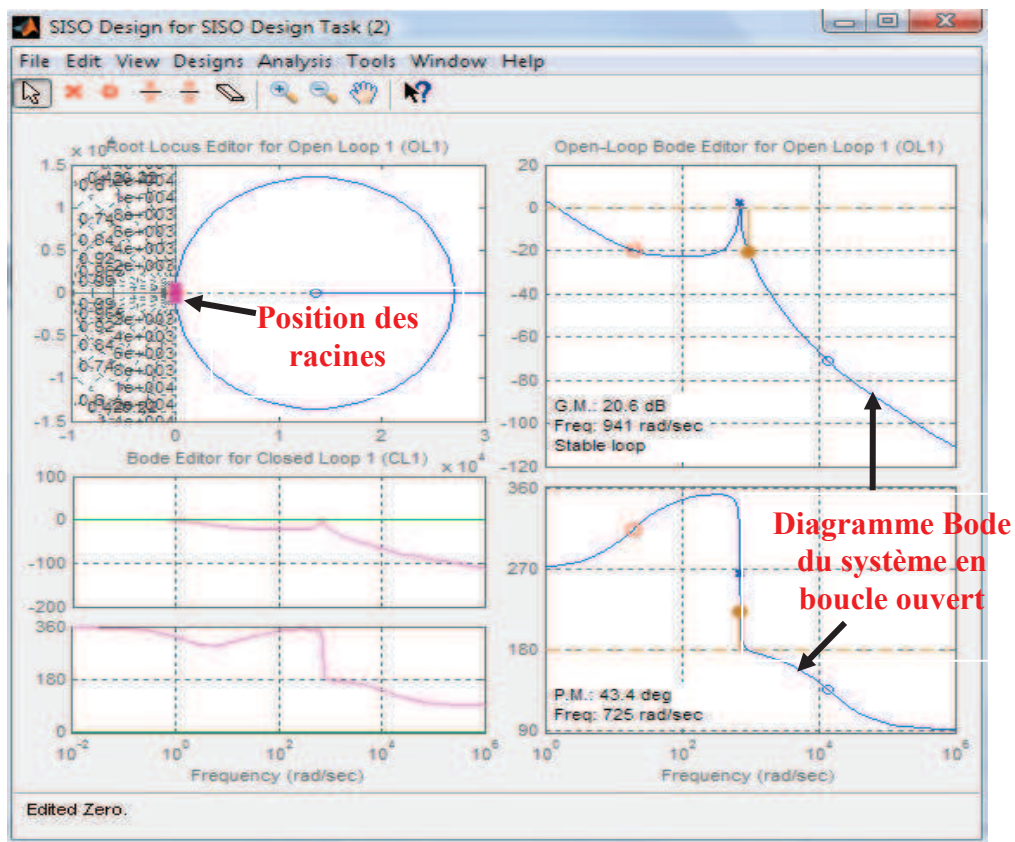 SISO Design for SISO Design Task (2)
File Edit View Designs Analysis Tools Window Help
Root Locus Editor for Open Loop 1 (OL1)
x 10
1.5
1
0.5
0
-0.5
-1
-1.5
-1
0
1
2
3
x 10^4
Position des
racines
Open-Loop Bode Editor for Open Loop 1 (OL1)
20
0
-20
-40
-60
-80
-100
-120
G.M.: 20.6 dB
Freq: 941 rad/sec
Stable loop
Bode Editor for Closed Loop 1 (CL1)
100
0
-100
-200
360
180
0
10^-2
10^0
10^2
10^4
10^6
Frequency (rad/sec)
360
270
180
90
Diagramme Bode
du système en
boucle ouvert
P.M.: 43.4 deg
Freq: 725 rad/sec
10^0
10^2
10^4
10^6
Frequency (rad/sec)
Edited Zero.